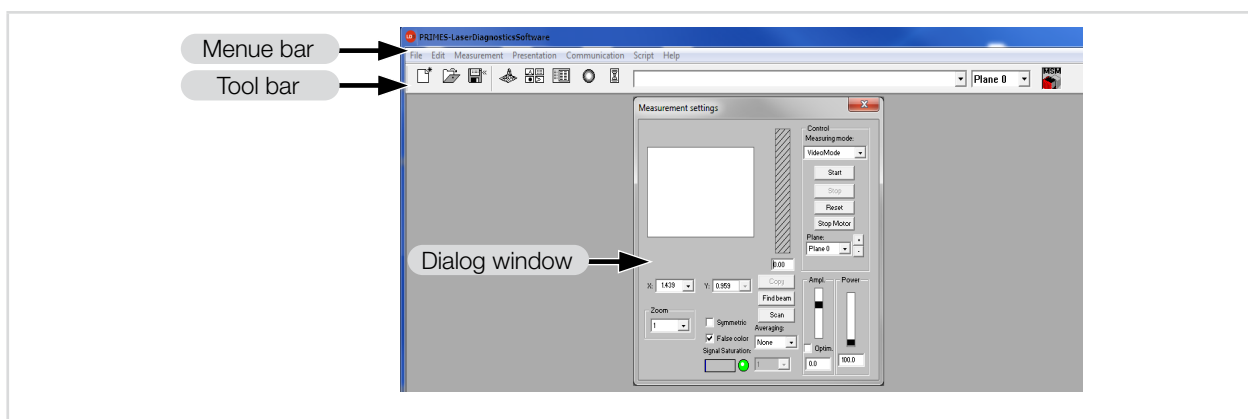 PRIMES-LaserDiagnosticsSoftware
Menue bar
File Edit Measurement Presentation Communication Script Help
Tool bar
Plane 0
MSM
Measurement settings
x
Control
Measuring mode:
VideoMode
Start
Stop
Reset
Stop Motor
Plane:
Plane 0
+
-
Dialog window
0.00
X: 1.439 Y: 0.959
Copy
Ampl. Power
Find beam
Zoom
1
Scan
Symmetric
Averaging:
False color
None
Optim.
Signal Saturation:
1
0.0
100.0